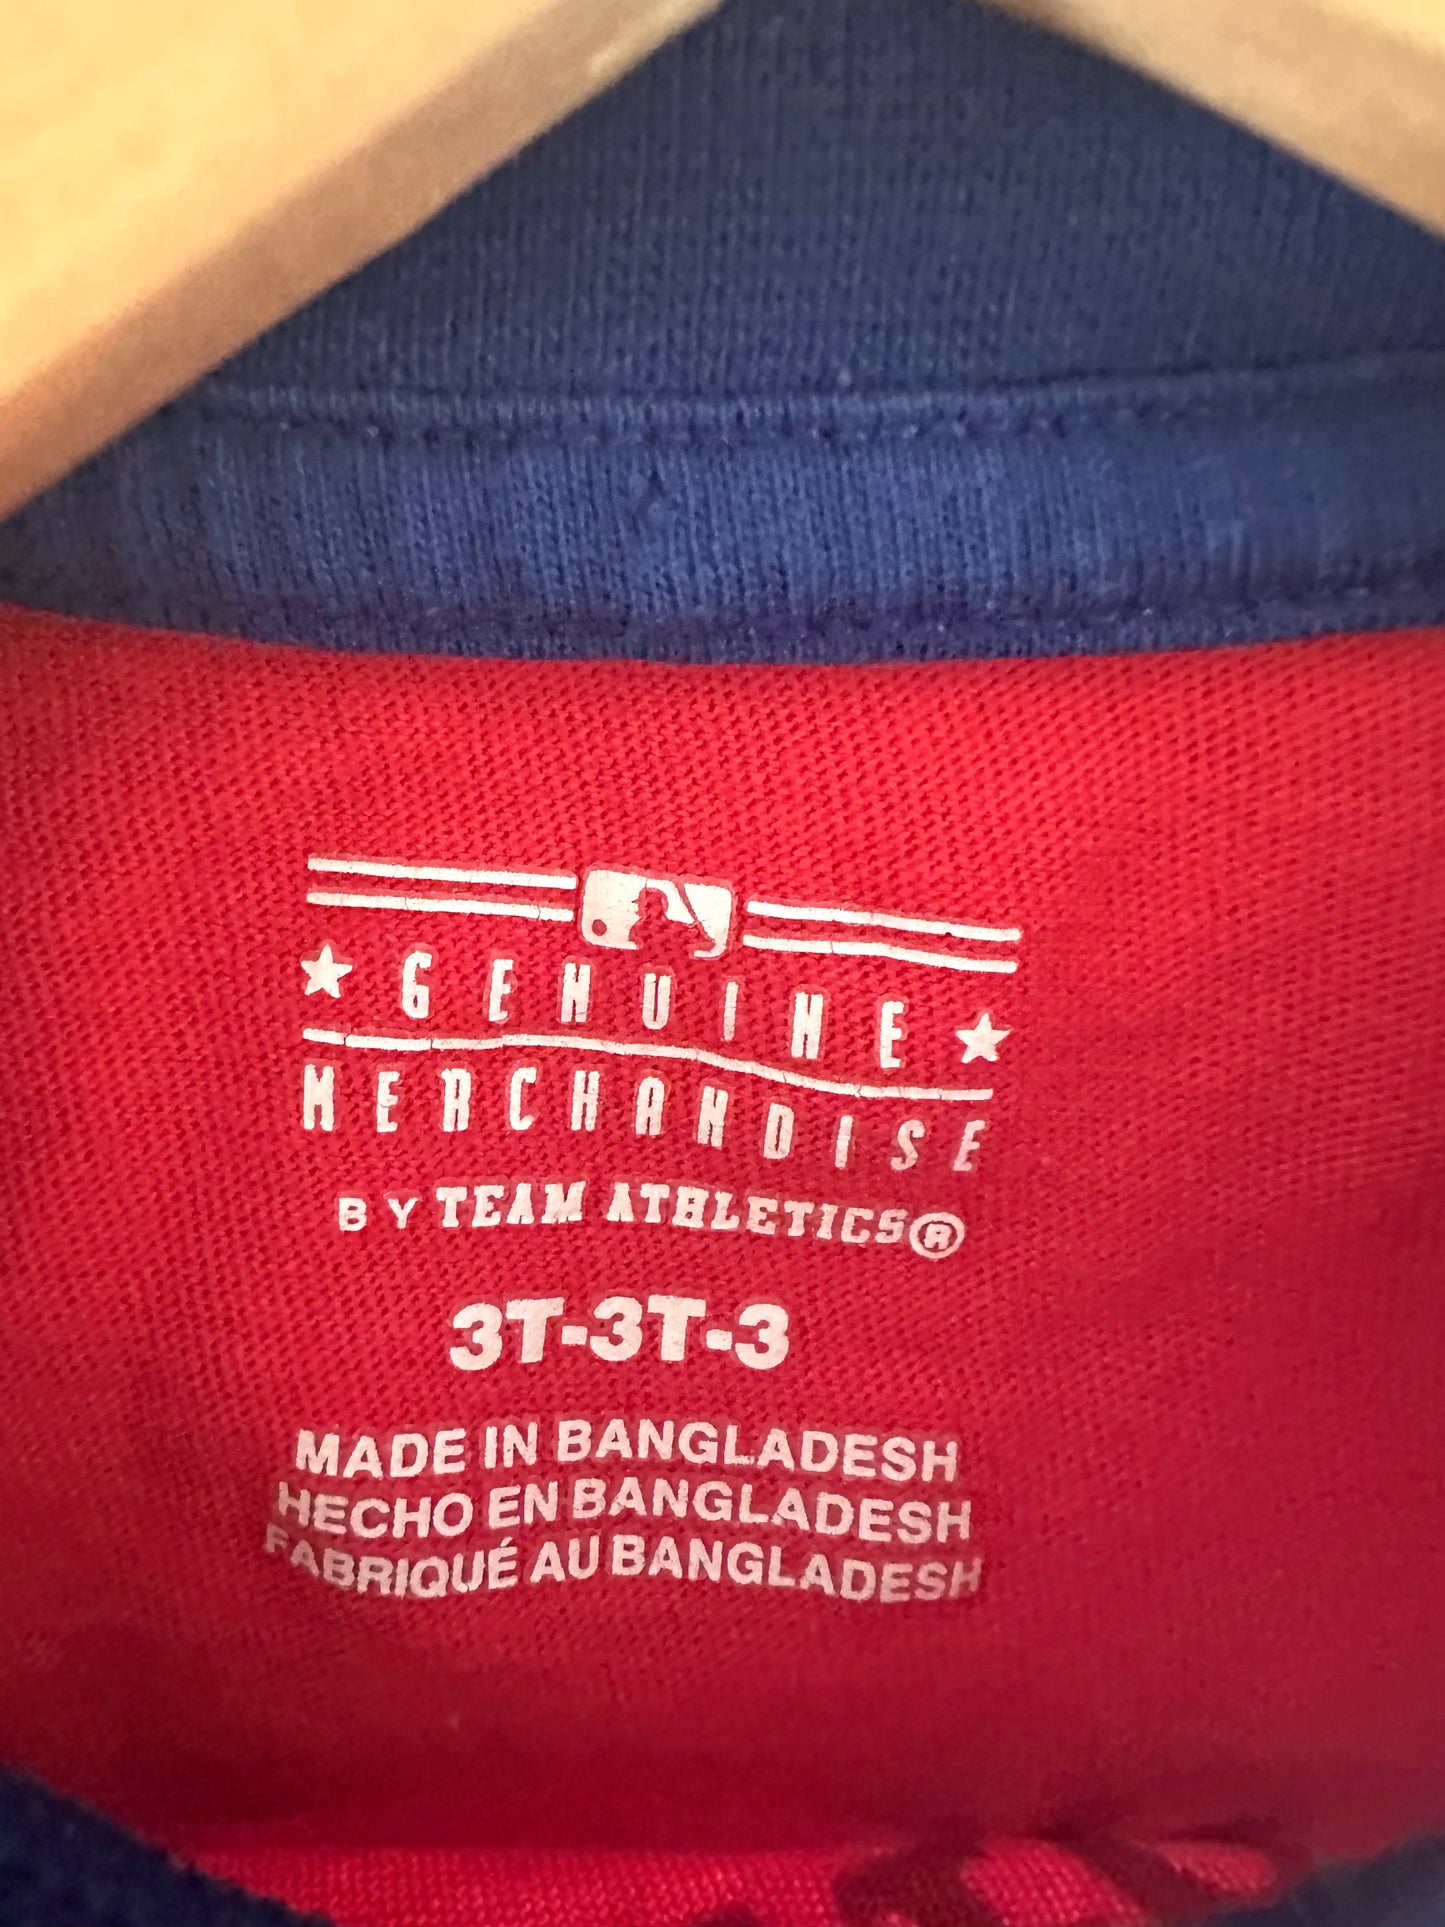 GENUINE
MERCHANDISE
BY TEAM ATHLETICS®
3T-3T-3
MADE IN BANGLADESH
HECHO EN BANGLADESH
FABRIQUÉ AU BANGLADESH